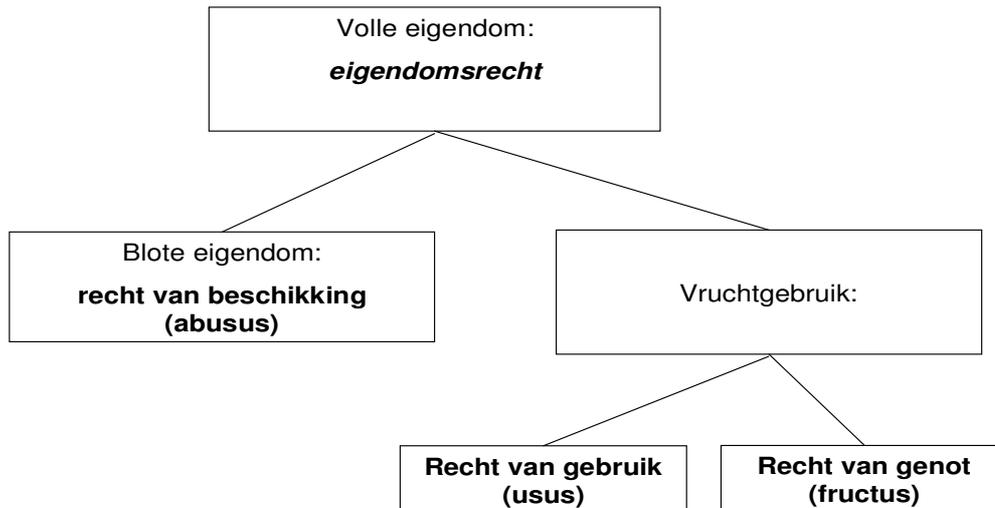 Volle eigendom:
eigendomsrecht
Blote eigendom:
recht van beschikking
(abusus)
Vruchtgebruik:
Recht van gebruik
(usus)
Recht van genot
(fructus)